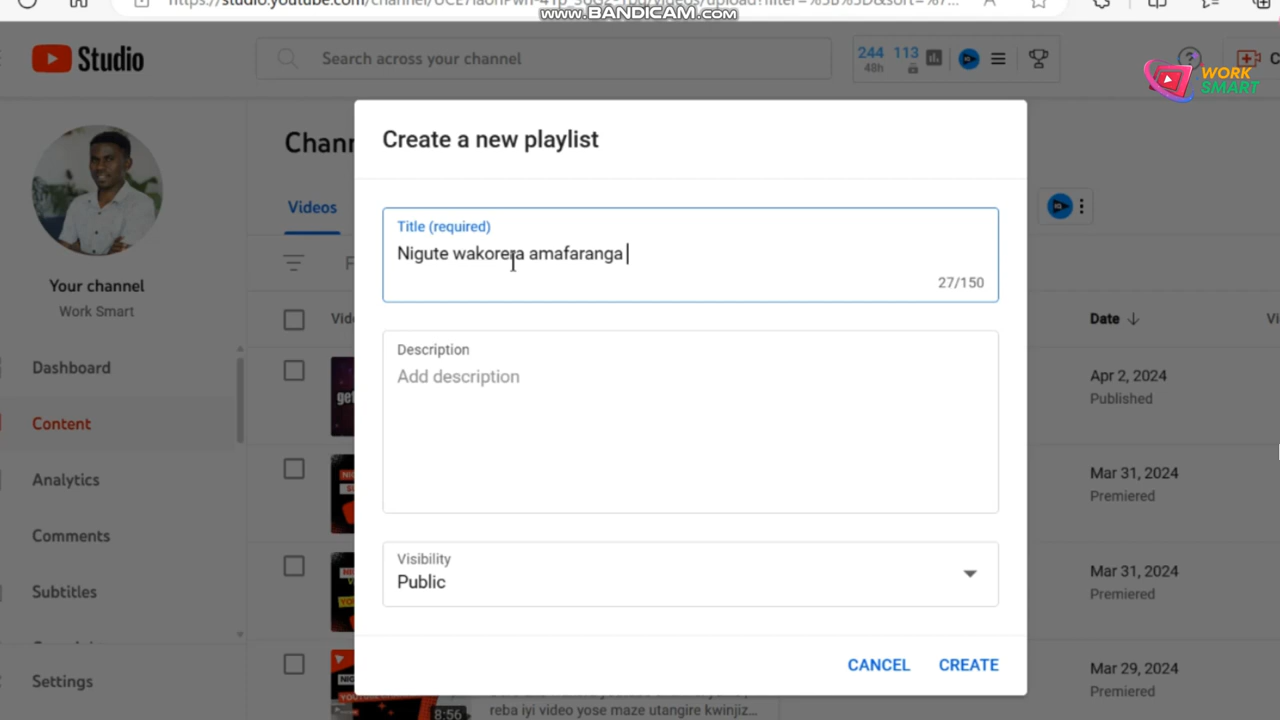 www.BANDICAM.com
Studio
Search across your channel
244
48h
113
WORK
SMART
Create a new playlist
Your channel
Work Smart
Dashboard
Content
Analytics
Comments
Subtitles
Settings
Videos
Title (required)
Nigute wakorera amafaranga
27/150
Description
Add description
Visibility
Public
CANCEL
CREATE
Date
Apr 2, 2024
Published
Mar 31, 2024
Premiered
Mar 31, 2024
Premiered
Mar 29, 2024
Premiered
8:56
reba iyi video yose maze utangire kwinjiz...